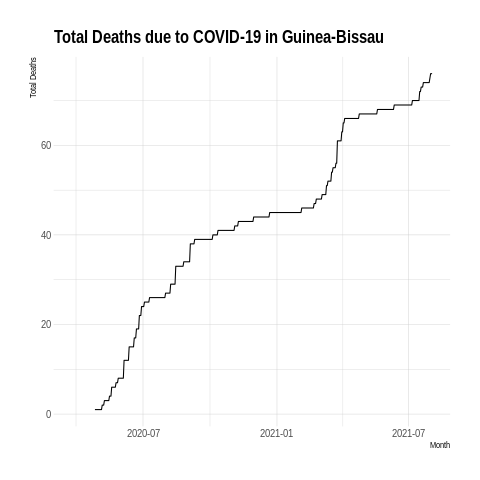 Total Deaths due to COVID-19 in Guinea-Bissau
Total Deaths
60
40
20
0
2020-07
2021-01
2021-07
Month